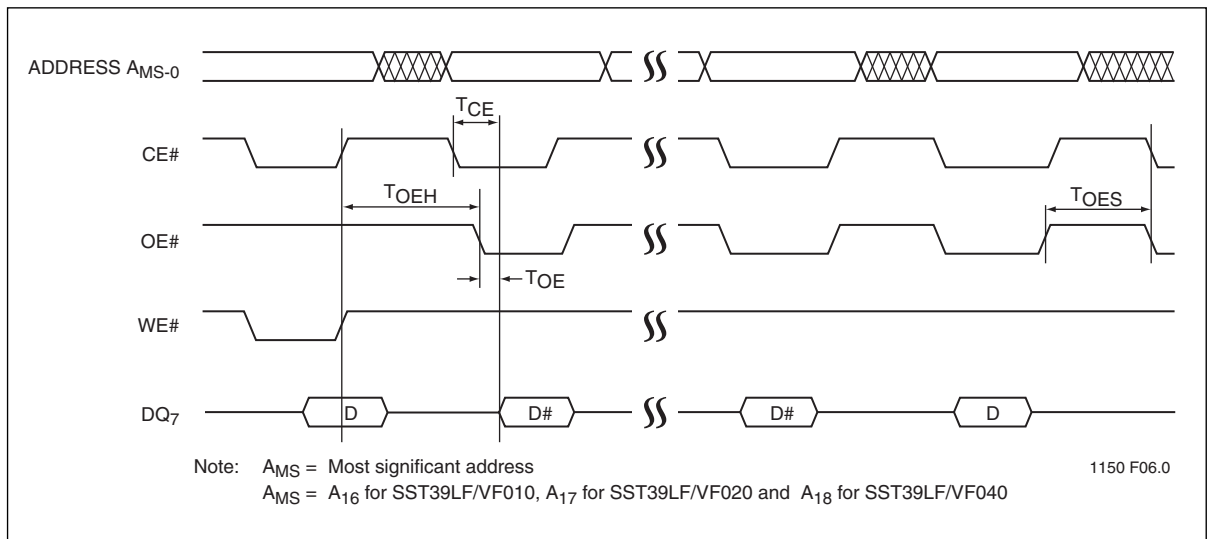 ADDRESS AMS-0
TCE
CE#
TOEH
TOES
OE#
TOE
WE#
DQ7 D D# D# D
Note: AMS = Most significant address 1150 F06.0
AMS = A16 for SST39LF/VF010, A17 for SST39LF/VF020 and A18 for SST39LF/VF040